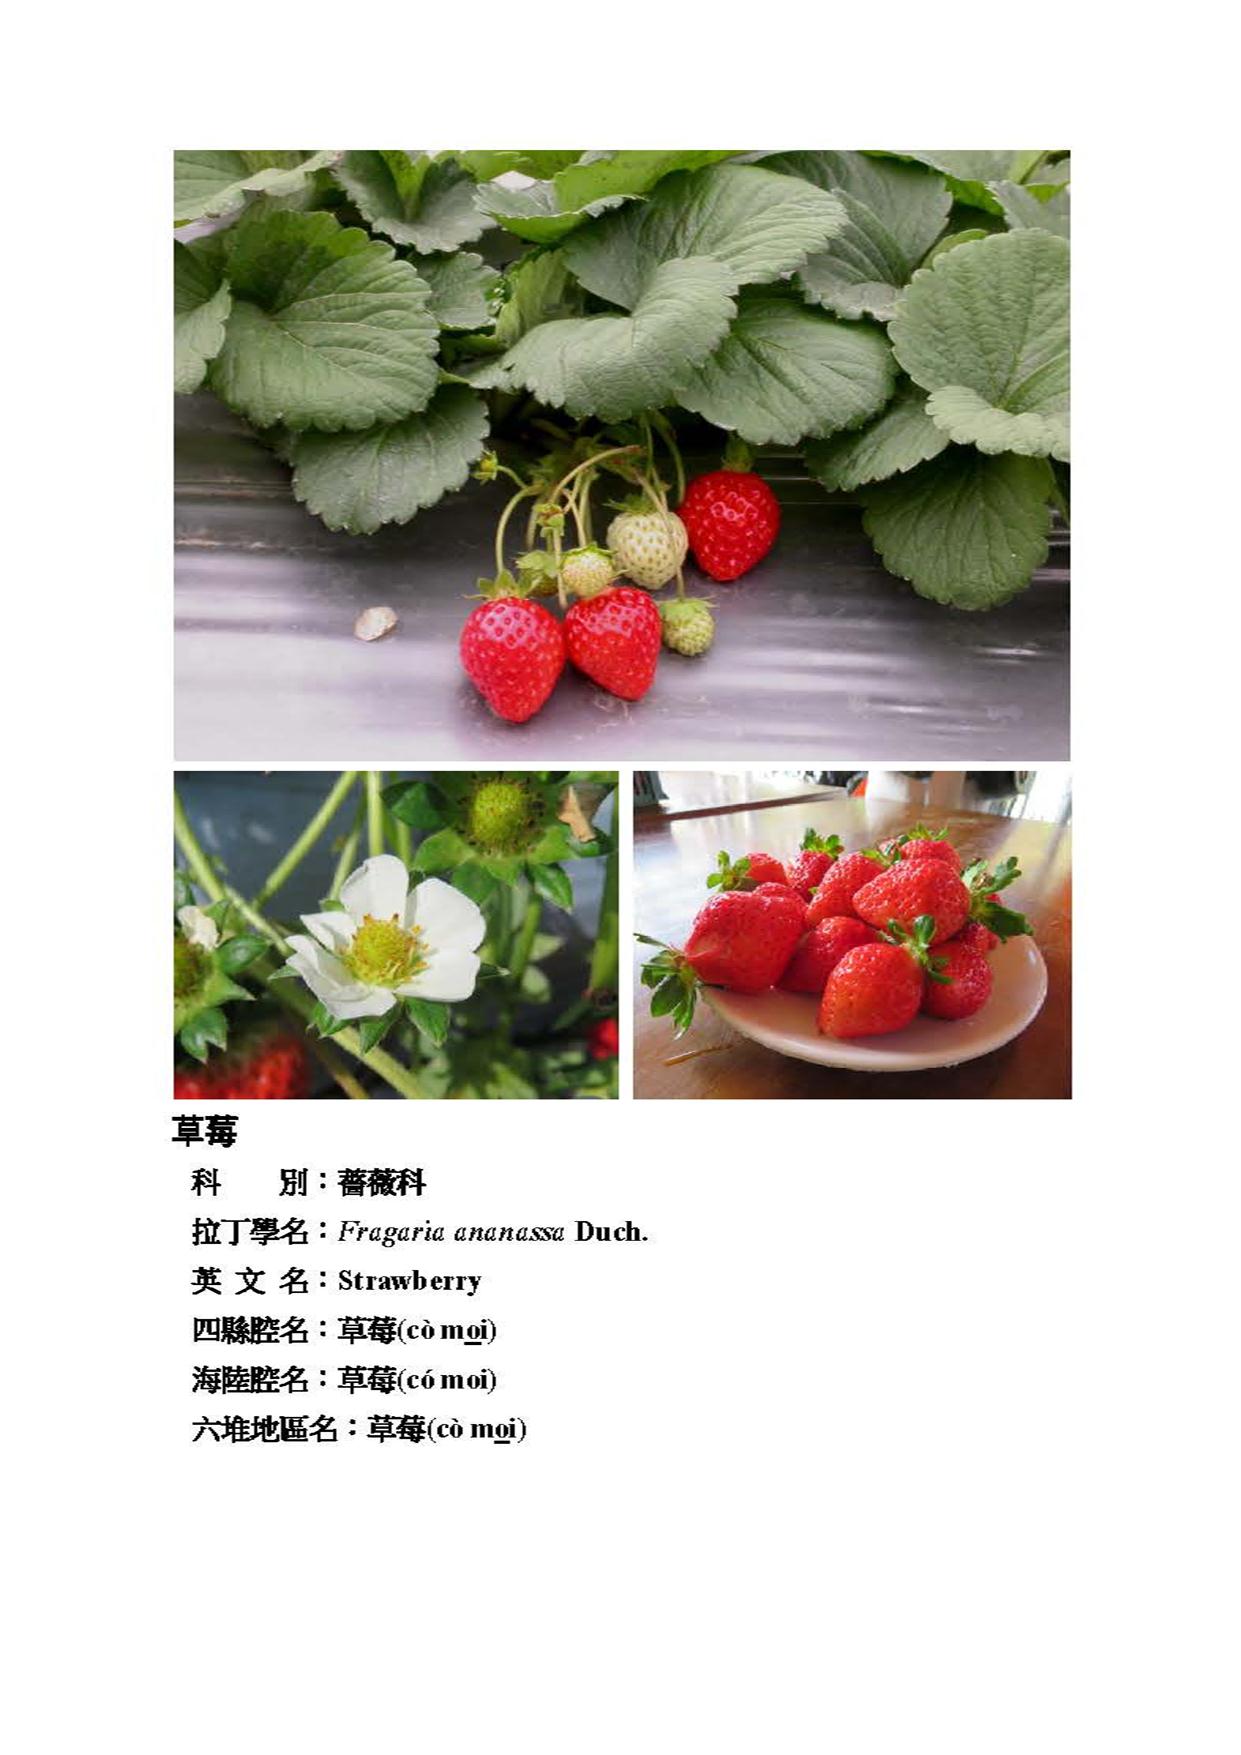 草莓
科　　別：薔薇科
拉丁學名：Fragaria ananassa Duch.
英 文 名：Strawberry
四縣腔名：草莓(cò mo̲i)
海陸腔名：草莓(có moi)
六堆地區名：草莓(cò mo̲i)